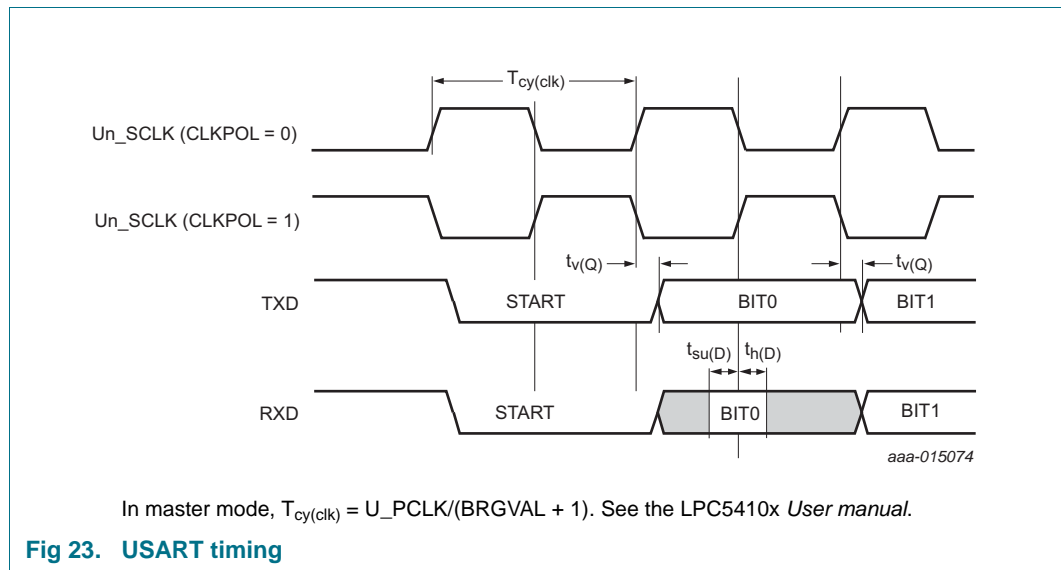 Tcy(clk)
Un_SCLK (CLKPOL = 0)
Un_SCLK (CLKPOL = 1)
tv(Q)
tv(Q)
TXD
START
BIT0
BIT1
tsu(D)
th(D)
RXD
START
BIT0
BIT1
aaa-015074
In master mode, Tcy(clk) = U_PCLK/(BRGVAL + 1). See the LPC5410x User manual.
Fig 23. USART timing